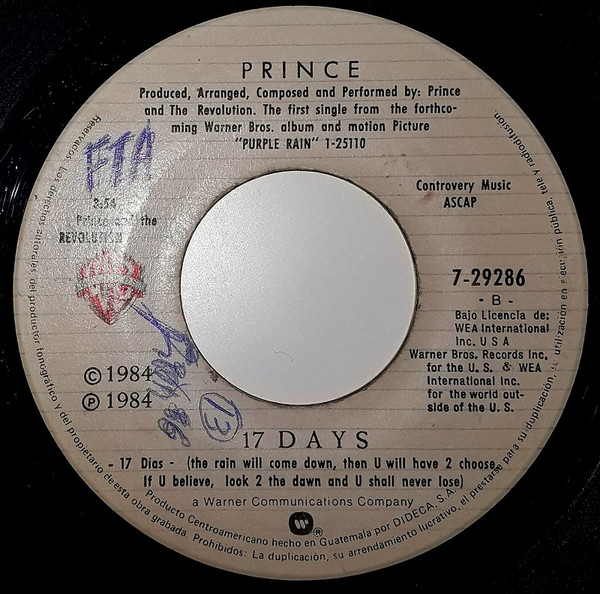 PRINCE
Produced, Arranged, Composed and Performed by: Prince
and The Revolution. The first single from the forthco-
ming Warner Bros. album and motion Picture
"PURPLE RAIN" 1-25110
FTA
3:54
Prince and the
REVOLUTION
Controvery Music
ASCAP
7-29286
- B -
Bajo Licencia de:
WEA International
Inc. U S A
Warner Bros. Records Inc,
for the U. S. & WEA
International Inc.
for the world out-
side of the U. S.
© 1984
℗ 1984
13
17 DAYS
- 17 Días - (the rain will come down, then U will have 2 choose,
If U believe, look 2 the dawn and U shall never lose)
a Warner Communications Company
Producto Centroamericano hecho en Guatemala por DIDECA, S.A.
Reservados. Los derechos autorales del productor fonográfico y del propietario de esta obra grabada. Prohibidos: La duplicación, su arrendamiento lucrativo, el prestarse para su duplicación, su utilización en ejecución pública, tele y radiodifusión.